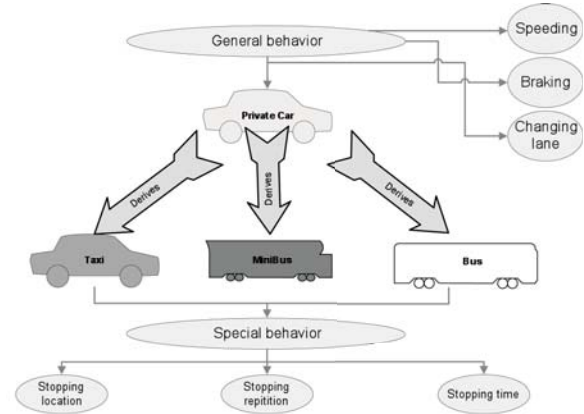 General behavior
Speeding
Braking
Changing
lane
Private Car
Derives
Derives
Derives
Taxi
MiniBus
Bus
Special behavior
Stopping
location
Stopping
repitition
Stopping time